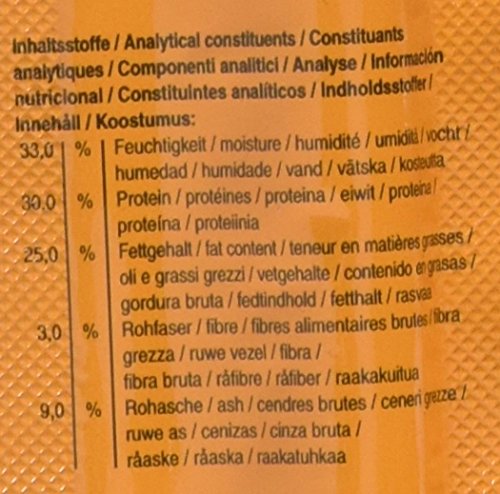 Inhaltsstoffe / Analytical constituents / Constituants
analytiques / Componenti analitici / Analyse / Información
nutricional / Constituintes analíticos / Indholdsstoffer /
Innehåll / Koostumus:
33,0 % Feuchtigkeit / moisture / humidité / umidità / vocht /
humedad / humidade / vand / vätska / kosteutta
30.0 % Protein / protéines / proteina / eiwit / proteína /
proteína / proteiinia
25,0 % Fettgehalt / fat content / teneur en matières grasses /
oli e grassi grezzi / vetgehalte / contenido en grasas /
gordura bruta / fedtindhold / fetthalt / rasvaa
3,0 % Rohfaser / fibre / fibres alimentaires brutes / fibra
grezza / ruwe vezel / fibra /
fibra bruta / råfibre / råfiber / raakakuitua
9,0 % Rohasche / ash / cendres brutes / ceneri grezze /
ruwe as / cenizas / cinza bruta /
råaske / råaska / raakatuhkaa